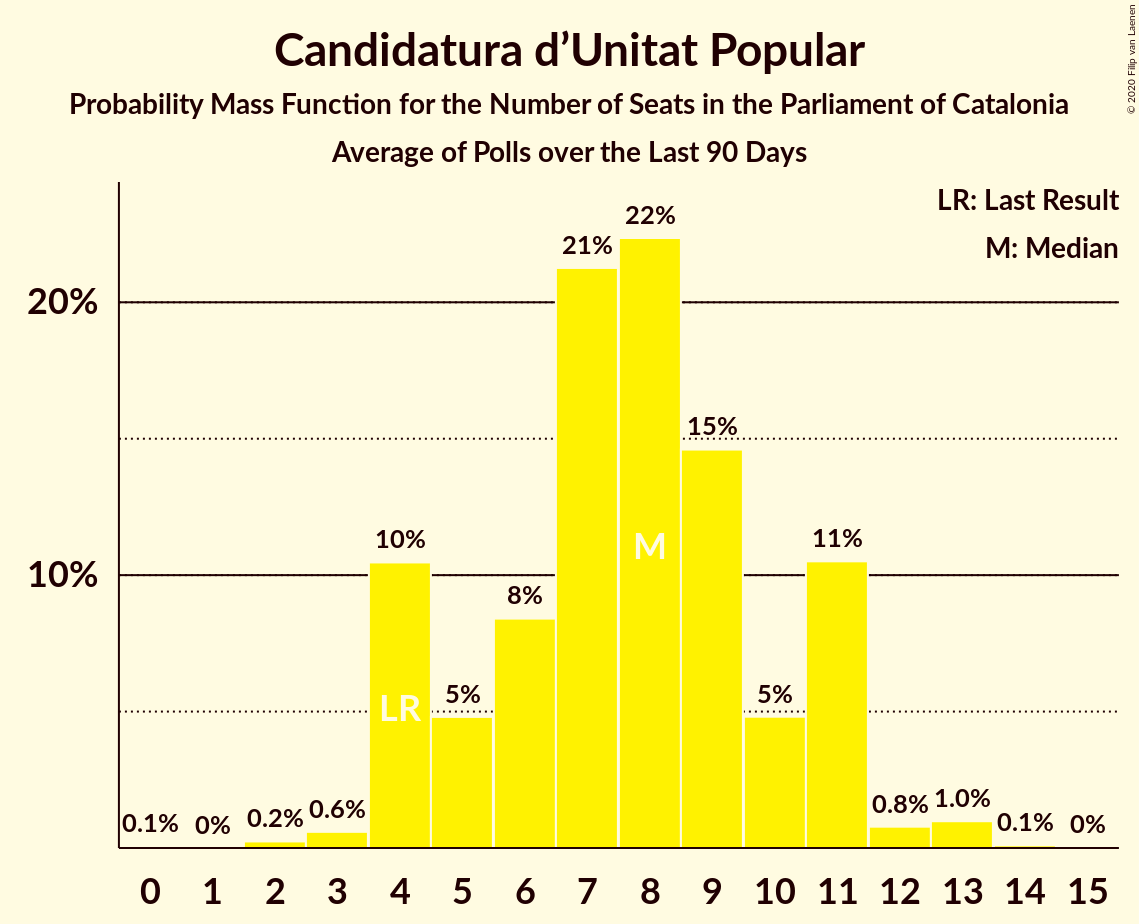 Candidatura d’Unitat Popular
Probability Mass Function for the Number of Seats in the Parliament of Catalonia
Average of Polls over the Last 90 Days
© 2020 Filip van Laenen
LR: Last Result
M: Median
20%
10%
0.1%
0%
0.2%
0.6%
10%
5%
8%
21%
22%
15%
5%
11%
0.8%
1.0%
0.1%
0%
LR
M
0 1 2 3 4 5 6 7 8 9 10 11 12 13 14 15